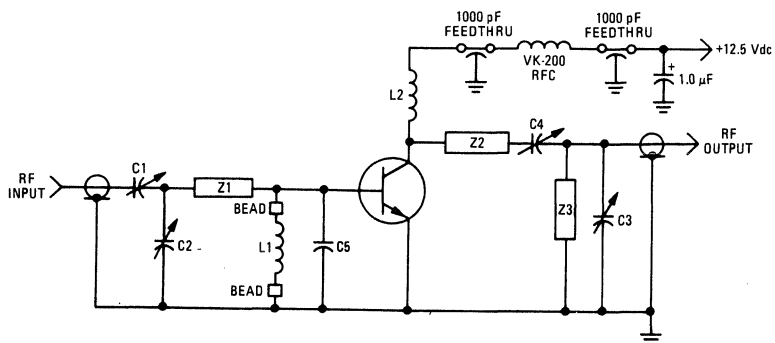 1000 pF
FEEDTHRU
1000 pF
FEEDTHRU
+12.5 Vdc
VK-200
RFC
+
1.0 µF
L2
C4
Z2
RF
OUTPUT
RF
INPUT
C1
Z1
BEAD
C2
L1
C5
Z3
C3
BEAD